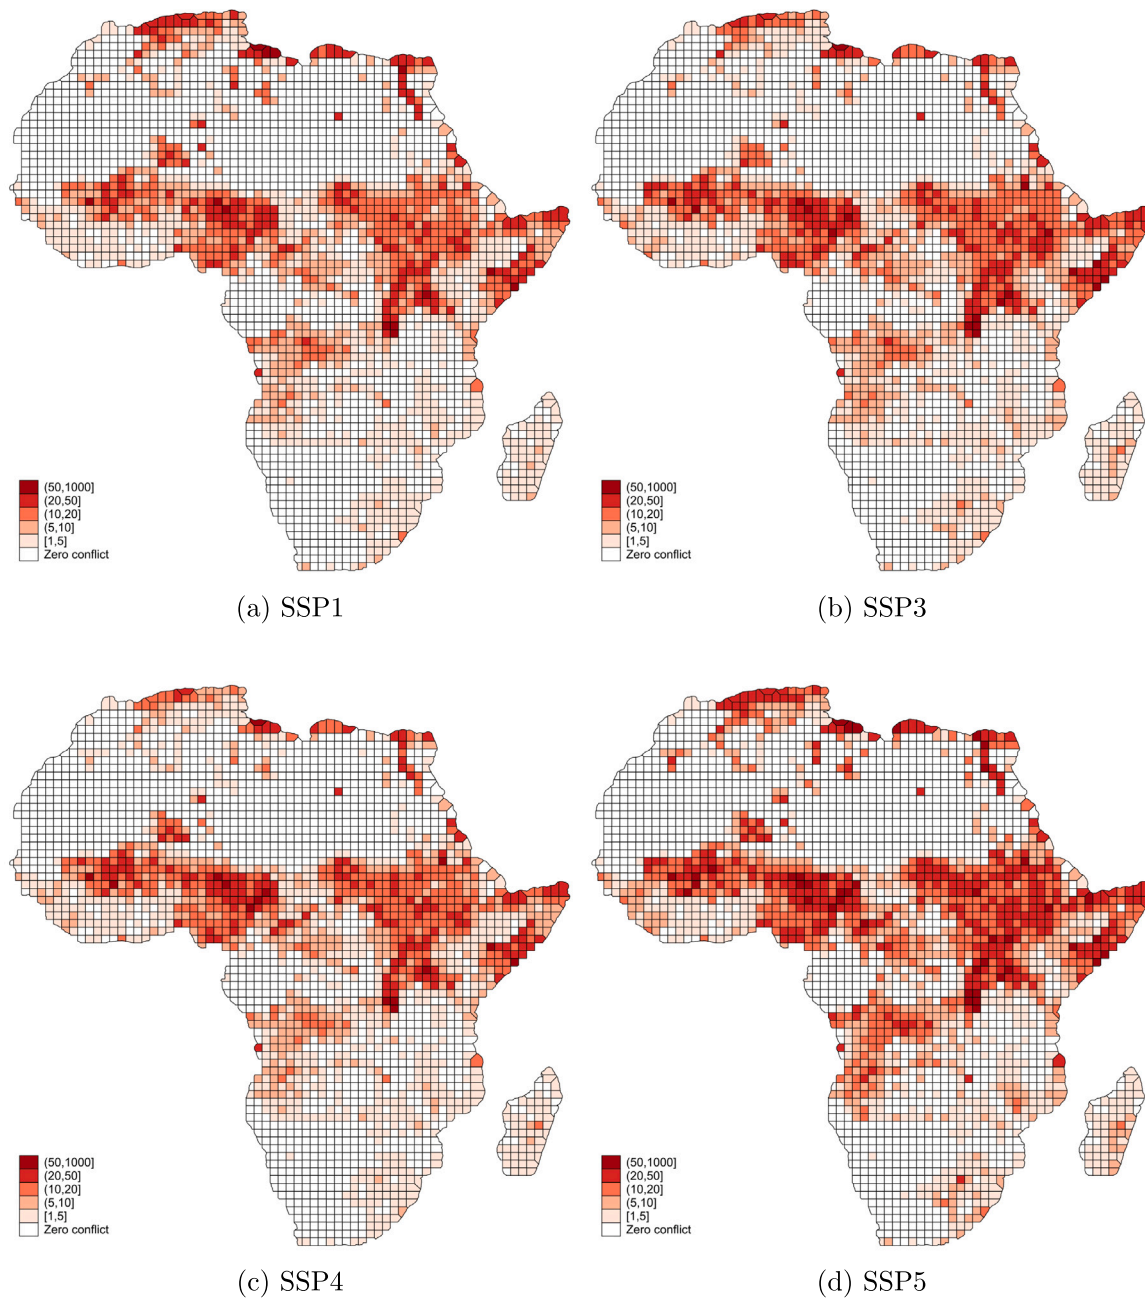 (50,1000]
(20,50]
(10,20]
(5,10]
[1,5]
Zero conflict
(a) SSP1
(50,1000]
(20,50]
(10,20]
(5,10]
[1,5]
Zero conflict
(b) SSP3
(50,1000]
(20,50]
(10,20]
(5,10]
[1,5]
Zero conflict
(c) SSP4
(50,1000]
(20,50]
(10,20]
(5,10]
[1,5]
Zero conflict
(d) SSP5